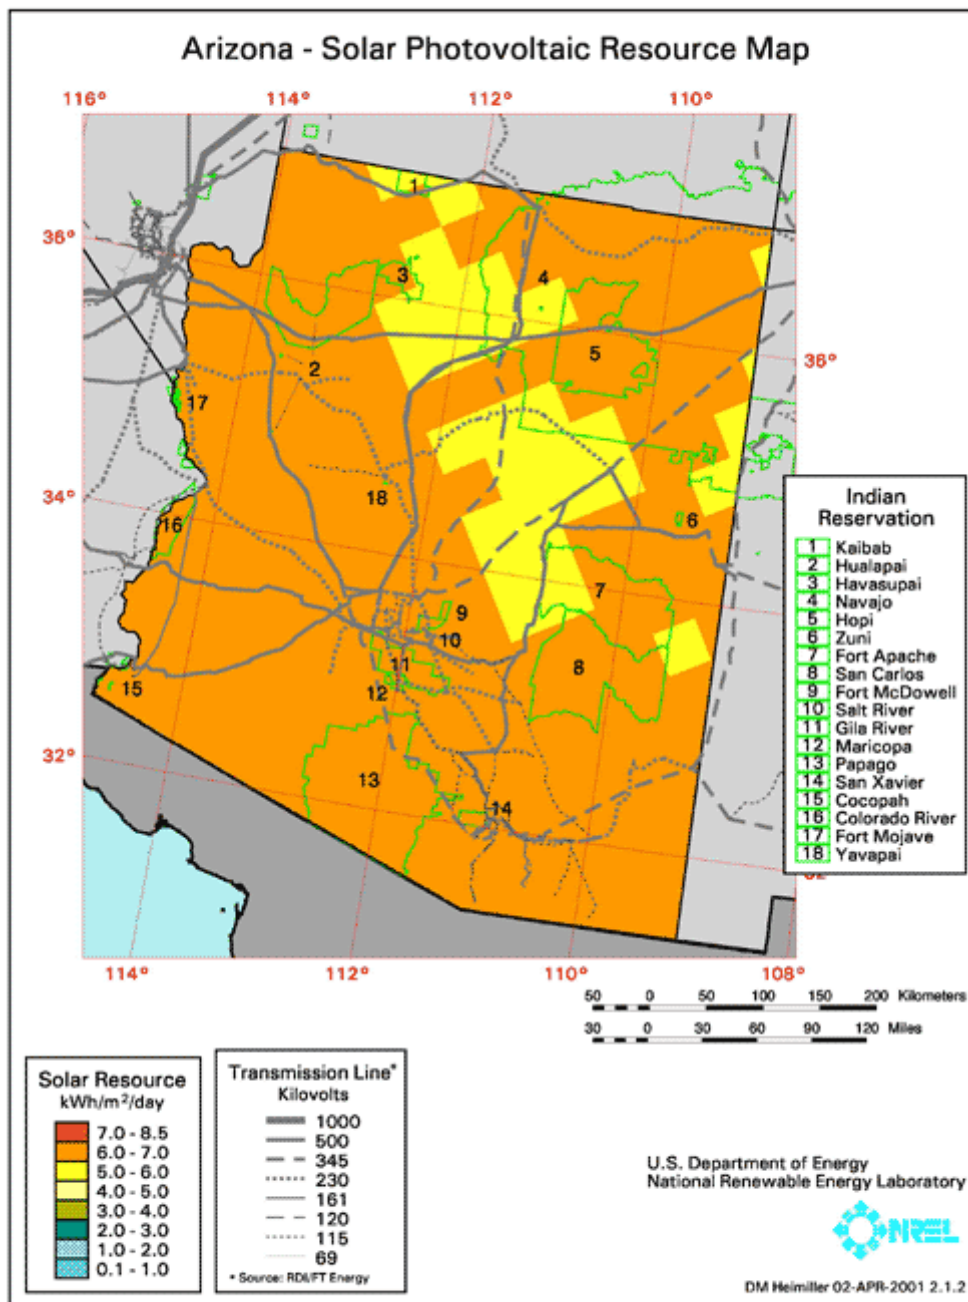 Arizona - Solar Photovoltaic Resource Map
116°
114°
112°
110°
36°
34°
32°
38°
1
2
3
4
5
6
7
8
9
10
11
12
13
14
15
16
17
18
Indian
Reservation
1 Kaibab
2 Hualapai
3 Havasupai
4 Navajo
5 Hopi
6 Zuni
7 Fort Apache
8 San Carlos
9 Fort McDowell
10 Salt River
11 Gila River
12 Maricopa
13 Papago
14 San Xavier
15 Cocopah
16 Colorado River
17 Fort Mojave
18 Yavapai
114°
112°
110°
108°
50 0 50 100 150 200 Kilometers
30 0 30 60 90 120 Miles
Solar Resource
kWh/m²/day
7.0 - 8.5
6.0 - 7.0
5.0 - 6.0
4.0 - 5.0
3.0 - 4.0
2.0 - 3.0
1.0 - 2.0
0.1 - 1.0
Transmission Line*
Kilovolts
1000
500
345
230
161
120
115
69
* Source: RDI/FT Energy
U.S. Department of Energy
National Renewable Energy Laboratory
NREL
DM Heimiller 02-APR-2001 2.1.2